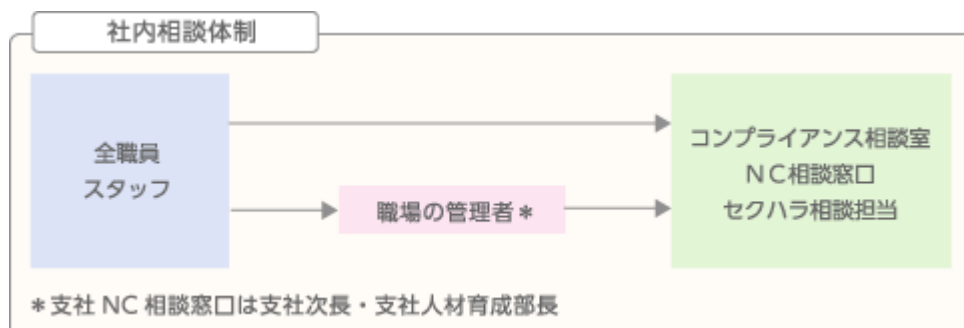 社内相談体制
全職員
スタッフ
職場の管理者＊
コンプライアンス相談室
ＮＣ相談窓口
セクハラ相談担当
＊支社 NC 相談窓口は支社次長・支社人材育成部長